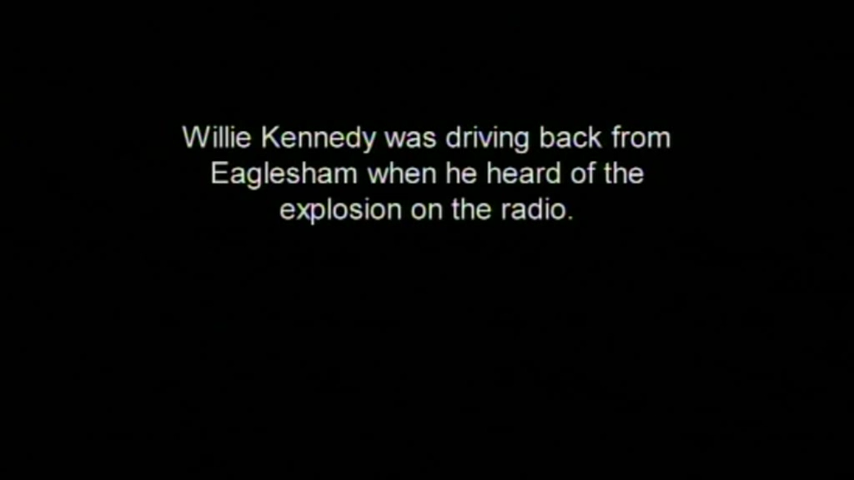 Willie Kennedy was driving back from
Eaglesham when he heard of the
explosion on the radio.